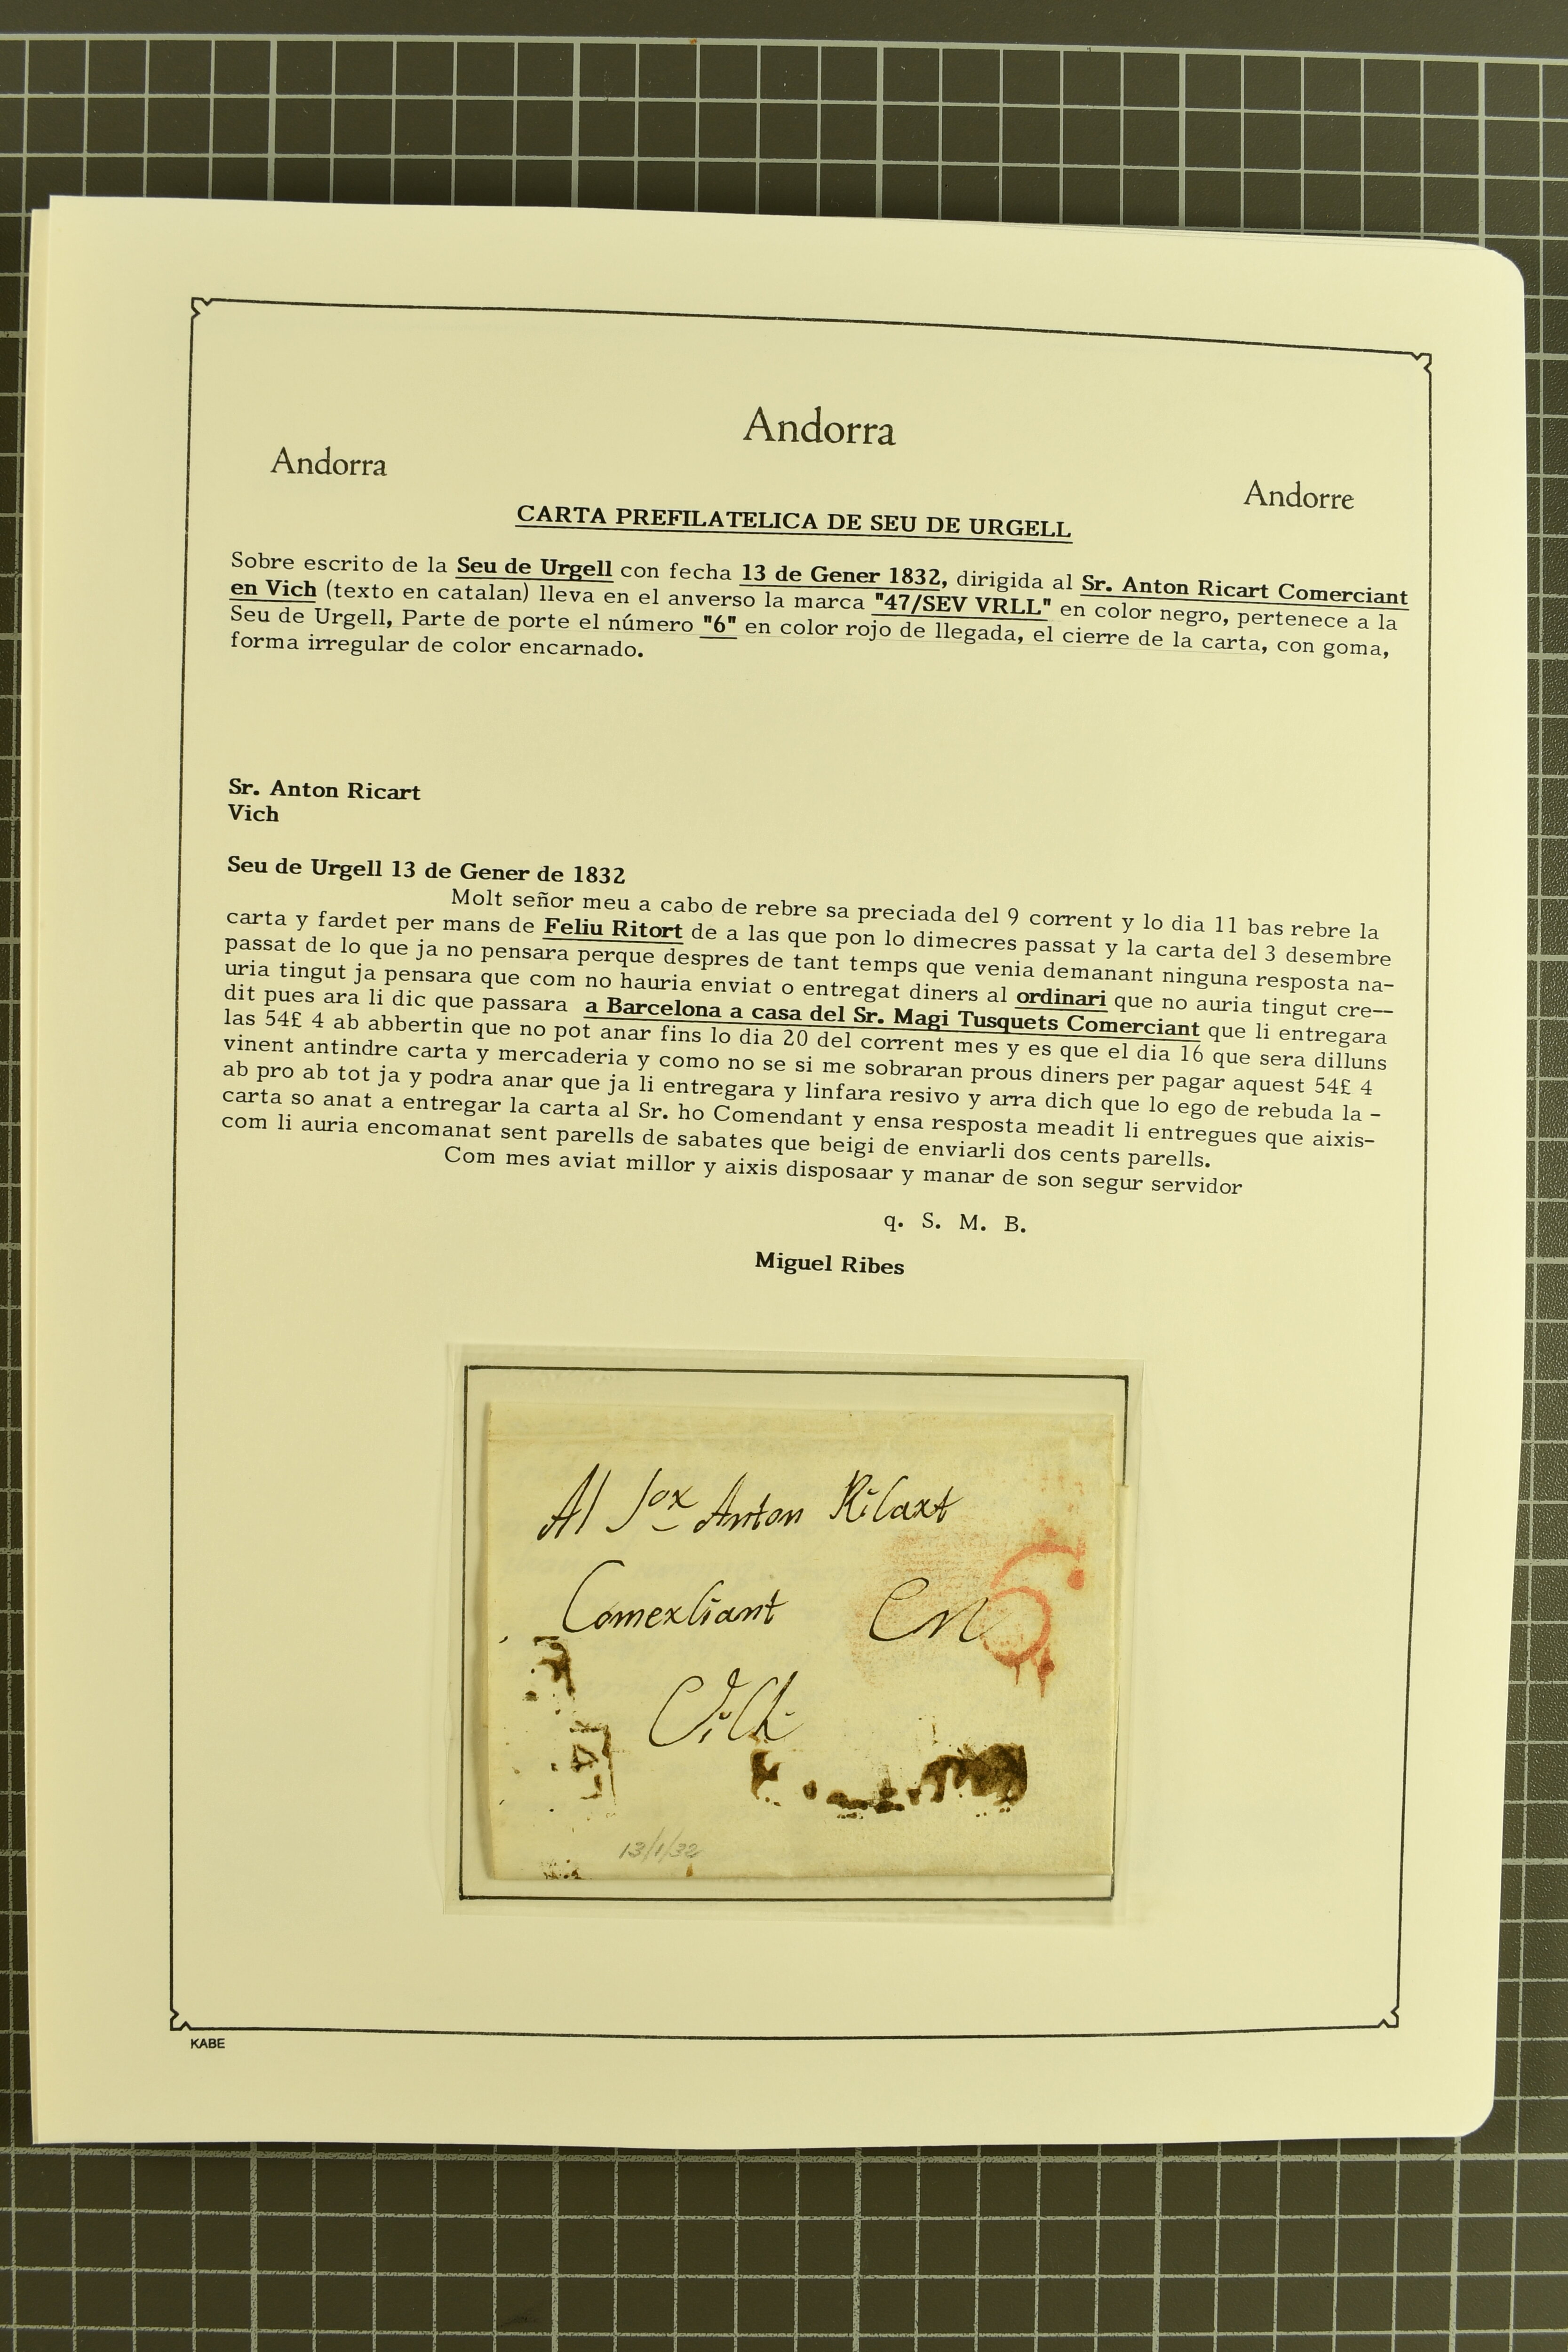 Andorra
Andorra
Andorre
CARTA PREFILATELICA DE SEU DE URGELL
Sobre escrito de la Seu de Urgell con fecha 13 de Gener 1832, dirigida al Sr. Anton Ricart Comerciant
en Vich (texto en catalan) lleva en el anverso la marca "47/SEV VRLL" en color negro, pertenece a la
Seu de Urgell, Parte de porte el número "6" en color rojo de llegada, el cierre de la carta, con goma,
forma irregular de color encarnado.
Sr. Anton Ricart
Vich
Seu de Urgell 13 de Gener de 1832
Molt señor meu a cabo de rebre sa preciada del 9 corrent y lo dia 11 bas rebre la
carta y fardet per mans de Feliu Ritort de a las que pon lo dimecres passat y la carta del 3 desembre
passat de lo que ja no pensara perque despres de tant temps que venia demanant ninguna resposta na-
uria tingut ja pensara que com no hauria enviat o entregat diners al ordinari que no auria tingut cre--
dit pues ara li dic que passara a Barcelona a casa del Sr. Magi Tusquets Comerciant que li entregara
las 54£ 4 ab abbertin que no pot anar fins lo dia 20 del corrent mes y es que el dia 16 que sera dilluns
vinent antindre carta y mercaderia y como no se si me sobraran prous diners per pagar aquest 54£ 4
ab pro ab tot ja y podra anar que ja li entregara y linfara resivo y arra dich que lo ego de rebuda la -
carta so anat a entregar la carta al Sr. ho Comendant y ensa resposta meadit li entregues que aixis-
com li auria encomanat sent parells de sabates que beigi de enviarli dos cents parells.
Com mes aviat millor y aixis disposaar y manar de son segur servidor
q. S. M. B.
Miguel Ribes
Al Sor Anton Ricart
Comerciant En 6
Vich
13/1/32
KABE